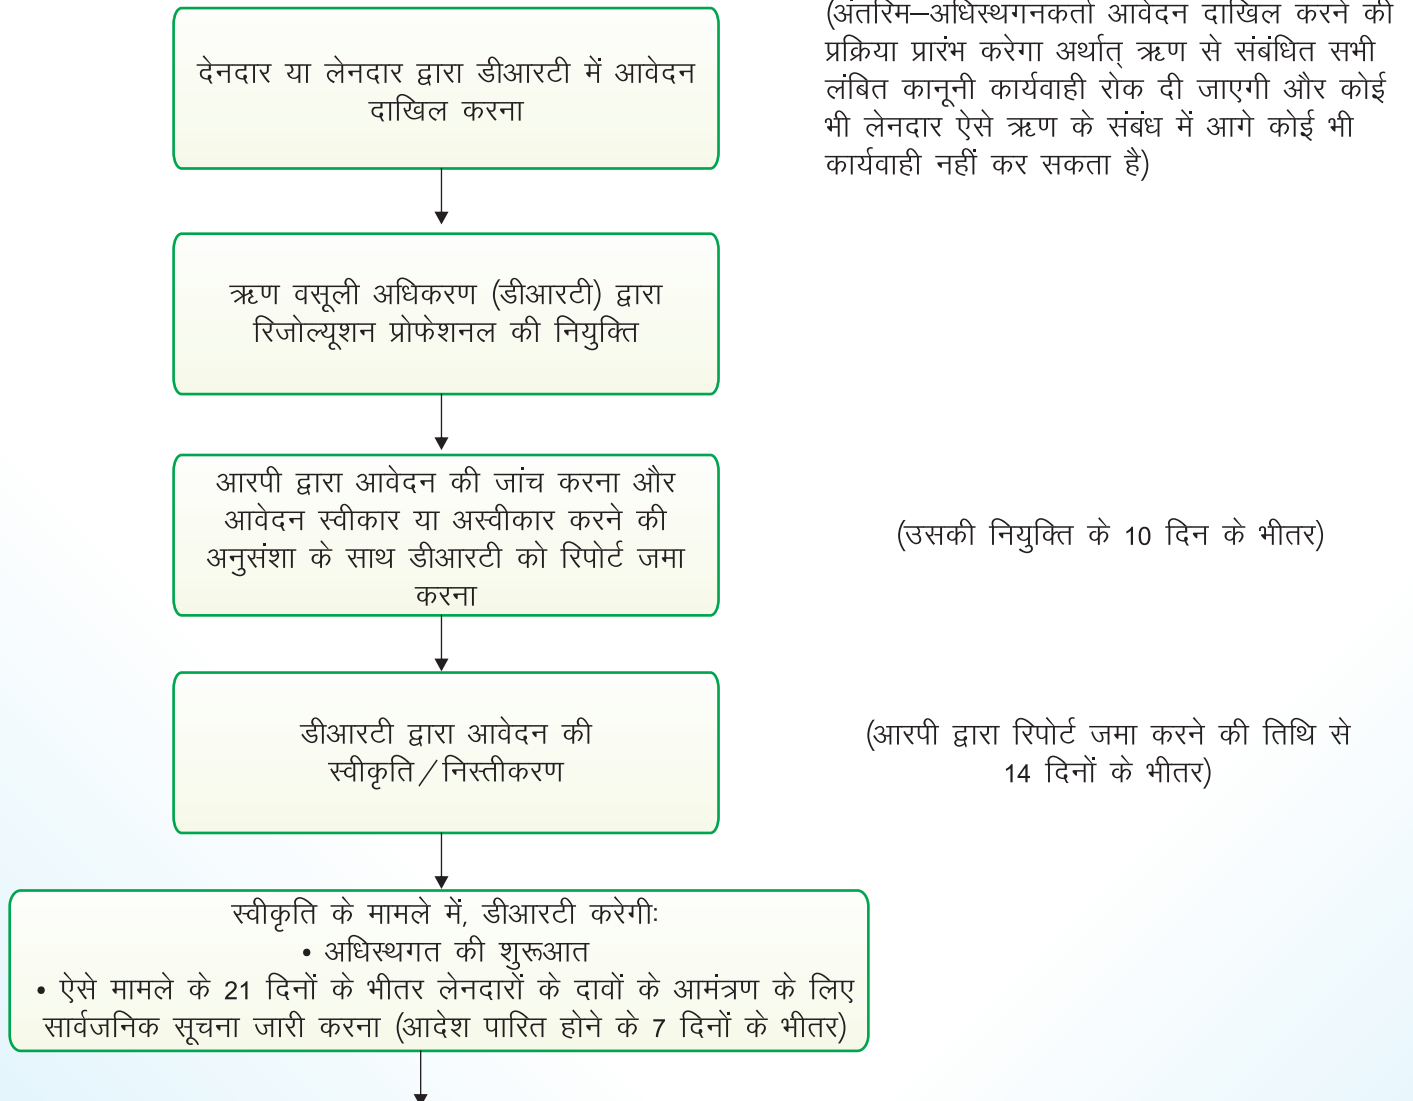 देनदार या लेनदार द्वारा डीआरटी में आवेदन
दाखिल करना
(अंतरिम–अधिस्थगनकर्ता आवेदन दाखिल करने की
प्रक्रिया प्रारंभ करेगा अर्थात् ऋण से संबंधित सभी
लंबित कानूनी कार्यवाही रोक दी जाएगी और कोई
भी लेनदार ऐसे ऋण के संबंध में आगे कोई भी
कार्यवाही नहीं कर सकता है)
ऋण वसूली अधिकरण (डीआरटी) द्वारा
रिजोल्यूशन प्रोफेशनल की नियुक्ति
आरपी द्वारा आवेदन की जांच करना और
आवेदन स्वीकार या अस्वीकार करने की
अनुसंशा के साथ डीआरटी को रिपोर्ट जमा
करना
(उसकी नियुक्ति के 10 दिन के भीतर)
डीआरटी द्वारा आवेदन की
स्वीकृति/निस्तीकरण
(आरपी द्वारा रिपोर्ट जमा करने की तिथि से
14 दिनों के भीतर)
स्वीकृति के मामले में, डीआरटी करेगीः
• अधिस्थगत की शुरूआत
• ऐसे मामले के 21 दिनों के भीतर लेनदारों के दावों के आमंत्रण के लिए
सार्वजनिक सूचना जारी करना (आदेश पारित होने के 7 दिनों के भीतर)